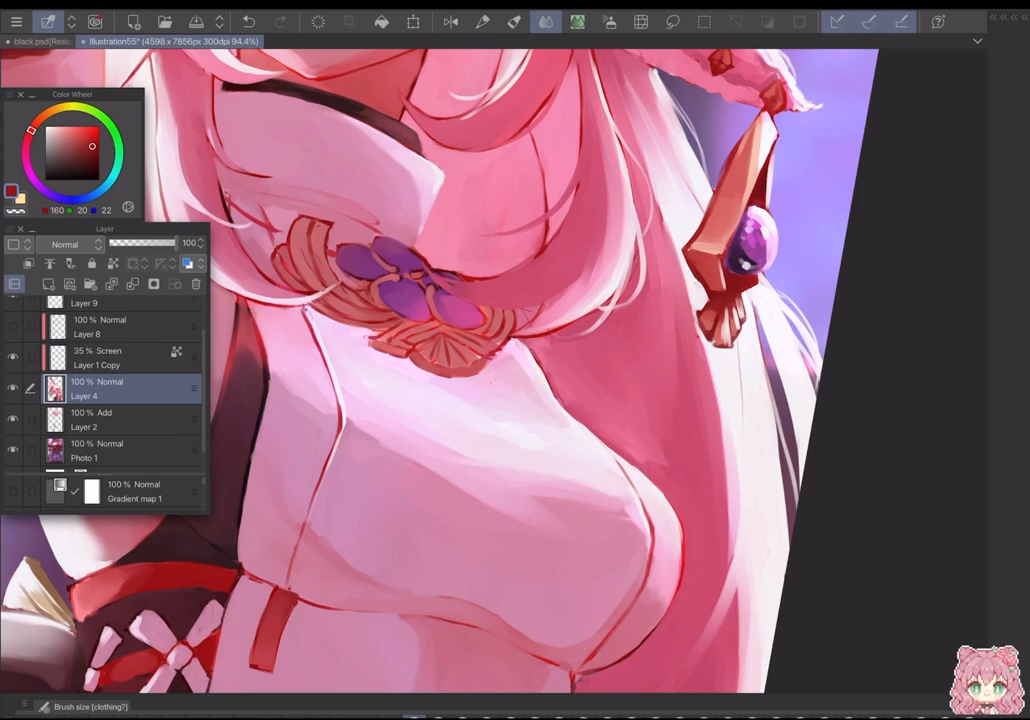 black.psd[Rest
Illustration55* (4598 x 7856px 300dpi 94.4%)
Color Wheel
160 20 22
Layer
Normal 100
Layer 9
100 % Normal
Layer 8
35 % Screen
Layer 1 Copy
100 % Normal
Layer 4
100 % Add
Layer 2
100 % Normal
Photo 1
100 % Normal
Gradient map 1
Brush size [clothing?]